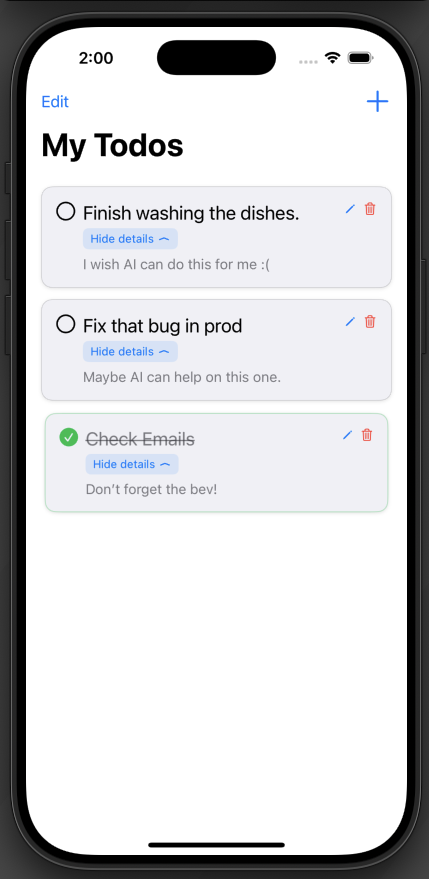 2:00
Edit
My Todos
Finish washing the dishes.
Hide details
I wish AI can do this for me :(
Fix that bug in prod
Hide details
Maybe AI can help on this one.
Check Emails
Hide details
Don’t forget the bev!